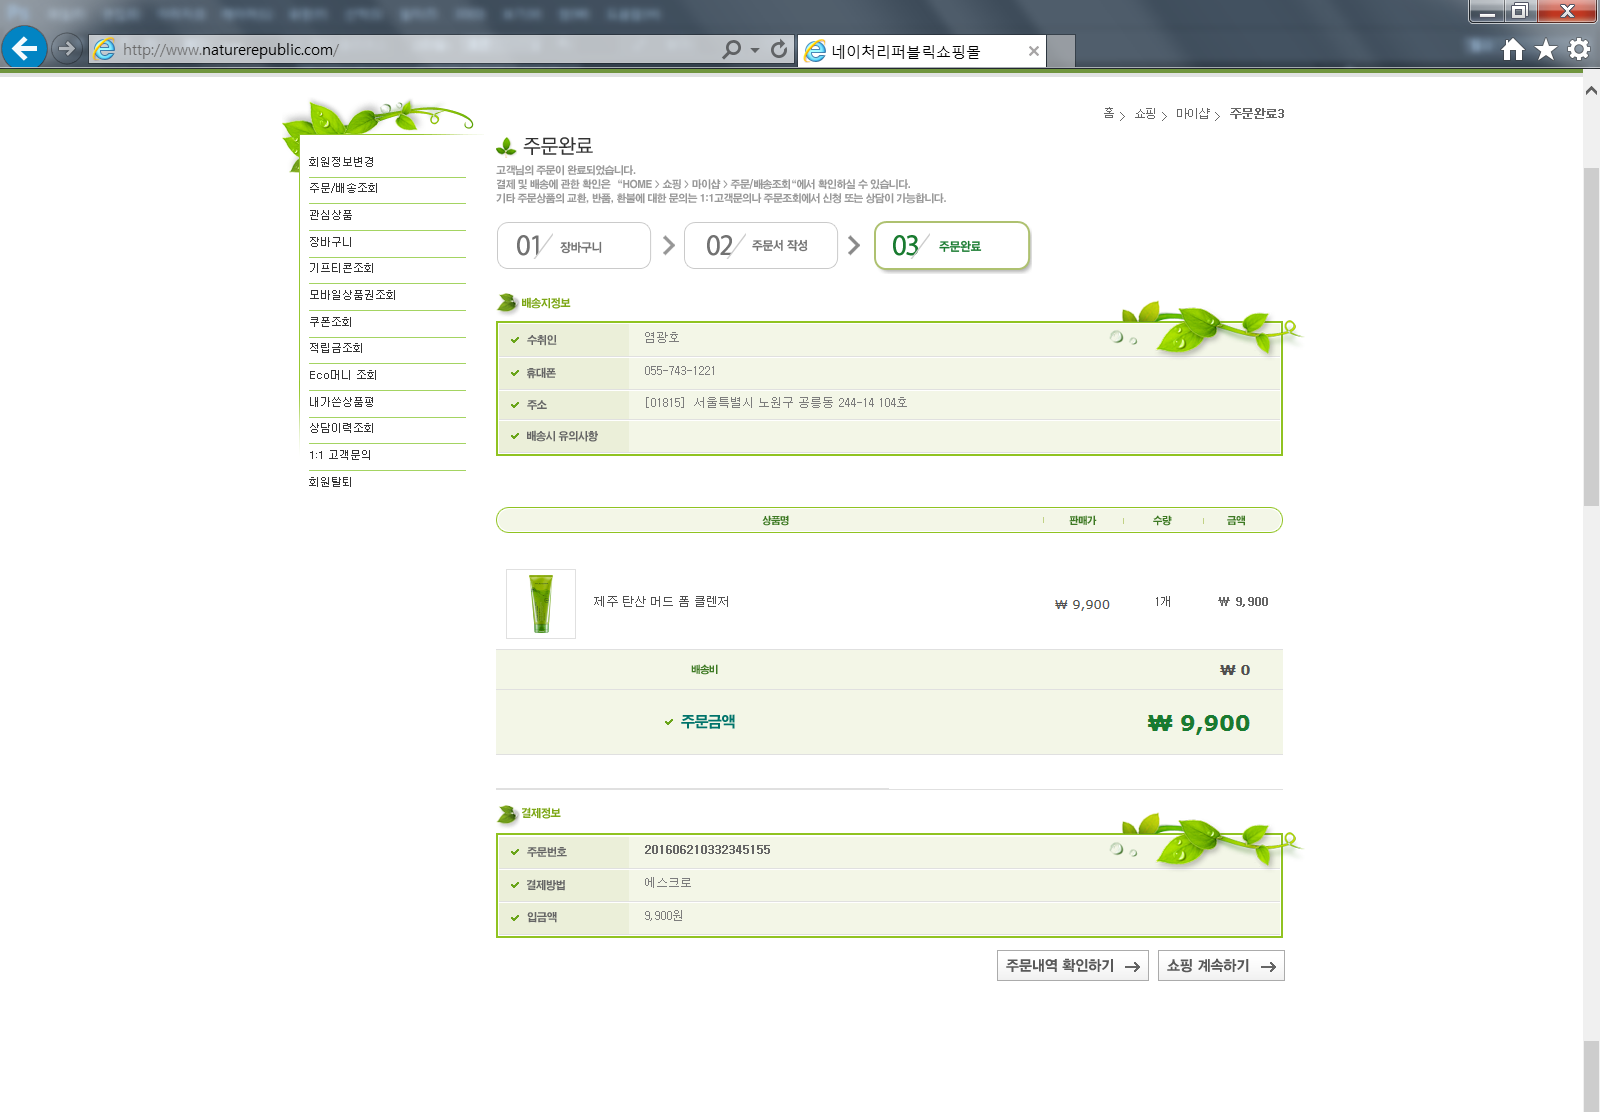 http://www.naturerepublic.com/
네이처리퍼블릭쇼핑몰
홈 > 쇼핑 > 마이샵 > 주문완료3
회원정보변경
주문/배송조회
관심상품
장바구니
기프티콘조회
모바일상품권조회
쿠폰조회
적립금조회
Eco머니 조회
내가쓴상품평
상담이력조회
1:1 고객문의
회원탈퇴
주문완료
고객님의 주문이 완료되었습니다.
결제 및 배송에 관한 확인은 "HOME > 쇼핑 > 마이샵 > 주문/배송조회"에서 확인하실 수 있습니다.
기타 주문상품의 교환, 반품, 환불에 대한 문의는 1:1고객문의나 주문조회에서 신청 또는 상담이 가능합니다.
01/ 장바구니 > 02/ 주문서 작성 > 03/ 주문완료
배송지정보
수취인 염광호
휴대폰 055-743-1221
주소 [01815] 서울특별시 노원구 공릉동 244-14 104호
배송시 유의사항
상품명 판매가 수량 금액
제주 탄산 머드 폼 클렌저 ₩ 9,900 1개 ₩ 9,900
배송비 ₩ 0
주문금액 ₩ 9,900
결제정보
주문번호 201606210332345155
결제방법 에스크로
입금액 9,900원
주문내역 확인하기 → 쇼핑 계속하기 →